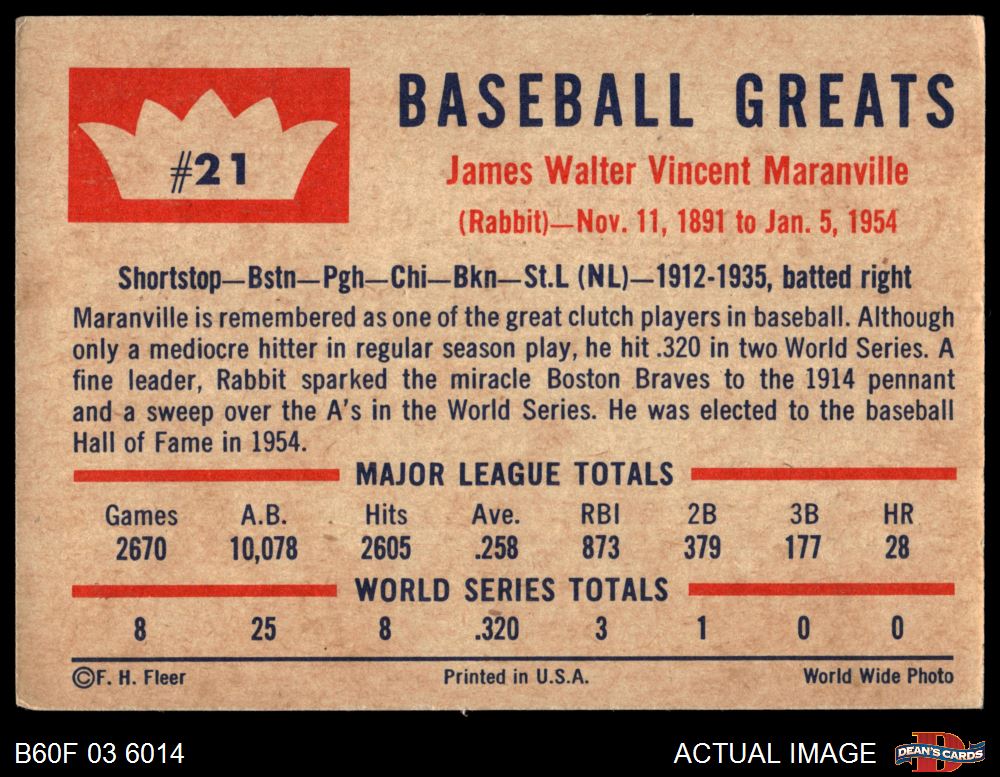 #21
BASEBALL GREATS
James Walter Vincent Maranville
(Rabbit)—Nov. 11, 1891 to Jan. 5, 1954
Shortstop—Bstn—Pgh—Chi—Bkn—St.L (NL)—1912-1935, batted right
Maranville is remembered as one of the great clutch players in baseball. Although
only a mediocre hitter in regular season play, he hit .320 in two World Series. A
fine leader, Rabbit sparked the miracle Boston Braves to the 1914 pennant
and a sweep over the A's in the World Series. He was elected to the baseball
Hall of Fame in 1954.
MAJOR LEAGUE TOTALS
Games A.B. Hits Ave. RBI 2B 3B HR
2670 10,078 2605 .258 873 379 177 28
WORLD SERIES TOTALS
8 25 8 .320 3 1 0 0
©F. H. Fleer Printed in U.S.A. World Wide Photo
B60F 03 6014 ACTUAL IMAGE D DEAN'S CARDS